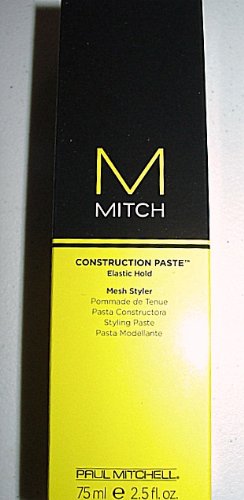 M
MITCH
CONSTRUCTION PASTE™
Elastic Hold
Mesh Styler
Pommade de Tenue
Pasta Constructora
Styling Paste
Pasta Modellante
PAUL MITCHELL®
75 ml ℮ 2.5 fl. oz.